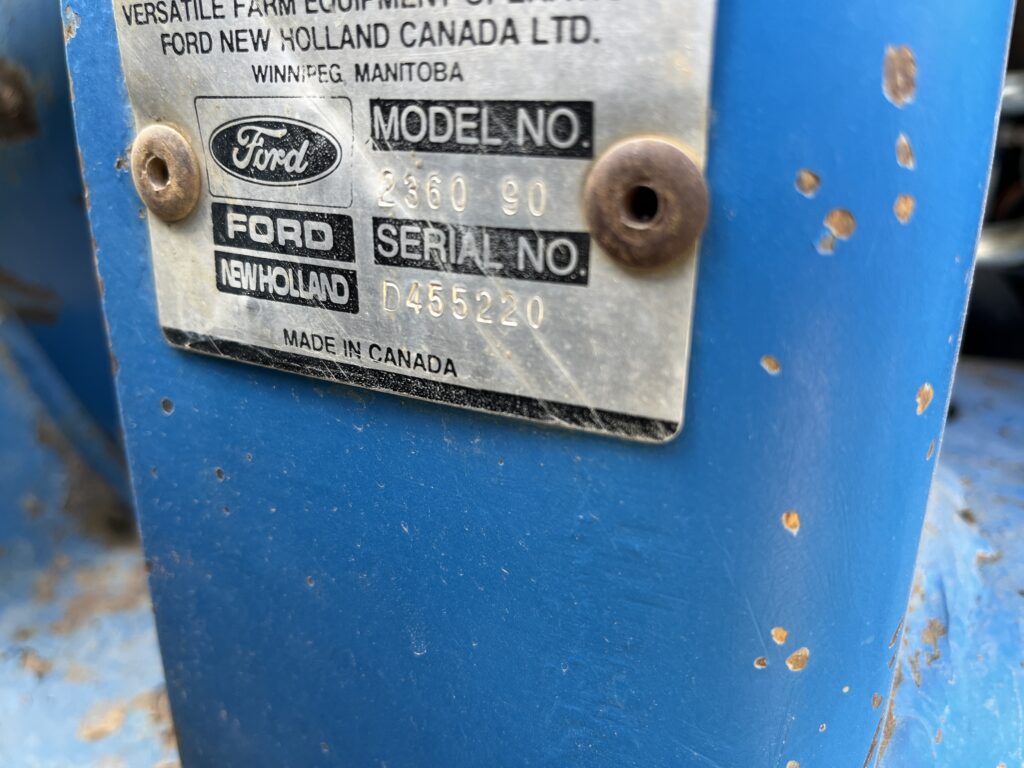 VERSATILE FARM EQUIPMENT
FORD NEW HOLLAND CANADA LTD.
WINNIPEG MANITOBA
Ford
MODEL NO.
2360 90
FORD
NEW HOLLAND
SERIAL NO.
D455220
MADE IN CANADA